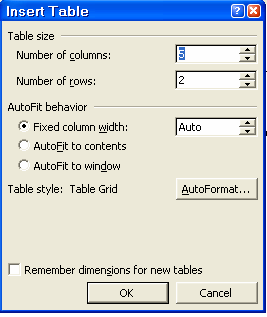 Insert Table
Table size
Number of columns: 5
Number of rows: 2
AutoFit behavior
Fixed column width: Auto
AutoFit to contents
AutoFit to window
Table style: Table Grid AutoFormat...
Remember dimensions for new tables
OK Cancel